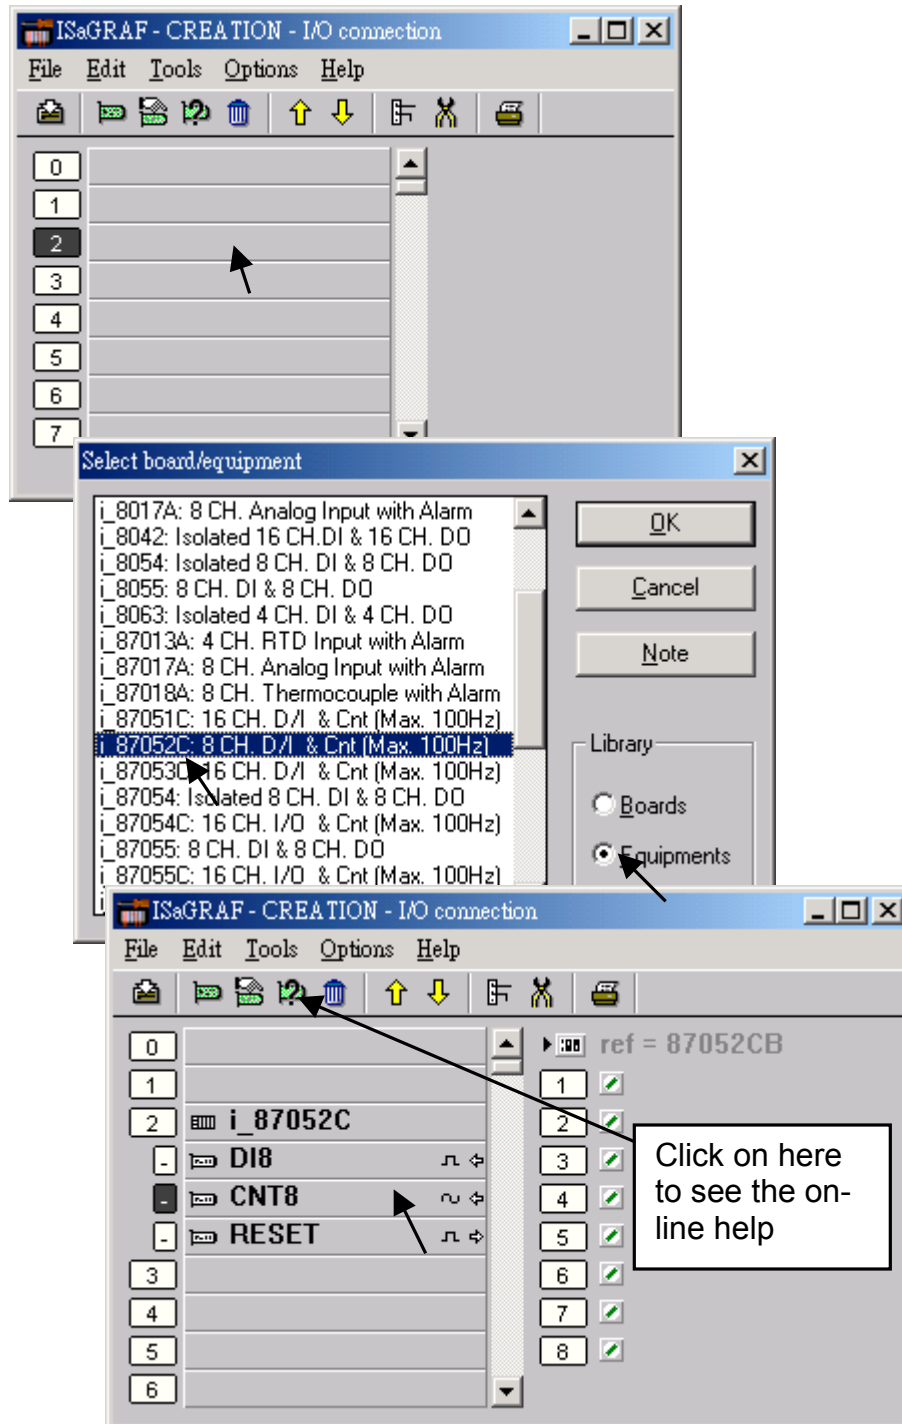 ISaGRAF - CREATION - I/O connection
File Edit Tools Options Help
0
1
2
3
4
5
6
7
Select board/equipment
i_8017A: 8 CH. Analog Input with Alarm
i_8042: Isolated 16 CH.DI & 16 CH. DO
i_8054: Isolated 8 CH. DI & 8 CH. DO
i_8055: 8 CH. DI & 8 CH. DO
i_8063: Isolated 4 CH. DI & 4 CH. DO
i_87013A: 4 CH. RTD Input with Alarm
i_87017A: 8 CH. Analog Input with Alarm
i_87018A: 8 CH. Thermocouple with Alarm
i_87051C: 16 CH. D/I & Cnt (Max. 100Hz)
i_87052C: 8 CH. D/I & Cnt (Max. 100Hz)
i_87053C: 16 CH. D/I & Cnt (Max. 100Hz)
i_87054: Isolated 8 CH. DI & 8 CH. DO
i_87054C: 16 CH. I/O & Cnt (Max. 100Hz)
i_87055: 8 CH. DI & 8 CH. DO
i_87055C: 16 CH. I/O & Cnt (Max. 100Hz)
OK
Cancel
Note
Library
Boards
Equipments
ISaGRAF - CREATION - I/O connection
File Edit Tools Options Help
0
1
2 i_87052C
- DI8
- CNT8
- RESET
3
4
5
6
ref = 87052CB
1
2
3
4
5
6
7
8
Click on here
to see the on-
line help